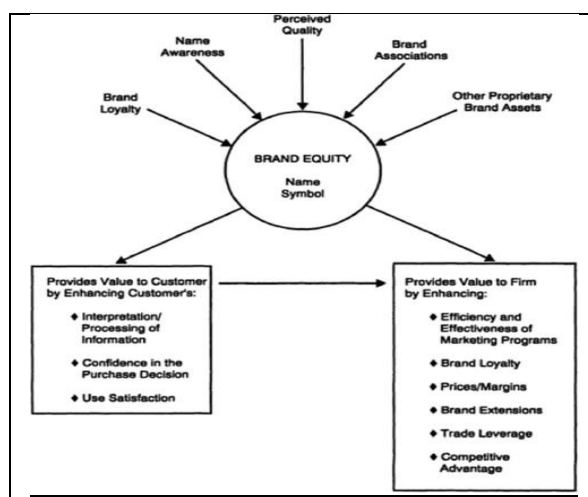 Perceived
Quality
Name
Awareness
Brand
Associations
Brand
Loyalty
Other Proprietary
Brand Assets
BRAND EQUITY
Name
Symbol
Provides Value to Customer
by Enhancing Customer's:
♦ Interpretation/
Processing of
Information
♦ Confidence in the
Purchase Decision
♦ Use Satisfaction
Provides Value to Firm
by Enhancing:
♦ Efficiency and
Effectiveness of
Marketing Programs
♦ Brand Loyalty
♦ Prices/Margins
♦ Brand Extensions
♦ Trade Leverage
♦ Competitive
Advantage